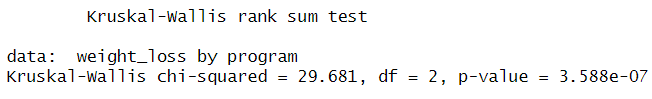 Kruskal-Wallis rank sum test
data:  weight_loss by program
Kruskal-Wallis chi-squared = 29.681, df = 2, p-value = 3.588e-07